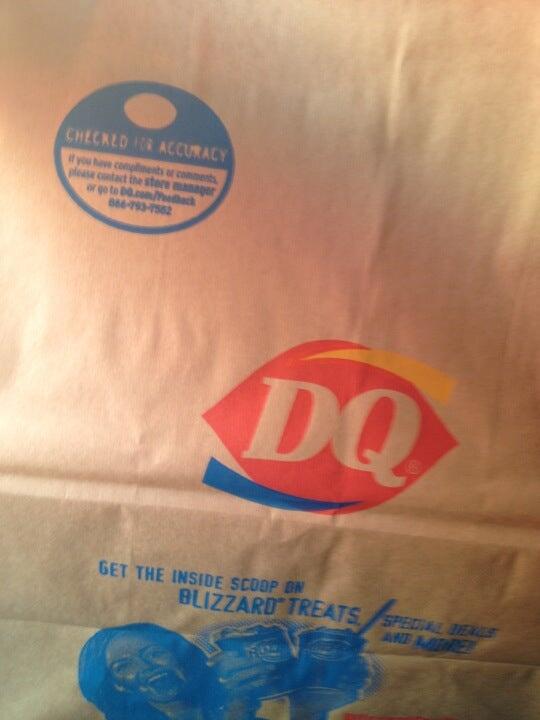 CHECKED FOR ACCURACY
If you have compliments or comments,
please contact the store manager
or go to DQ.com/Feedback
866-793-7582
DQ®
GET THE INSIDE SCOOP ON
BLIZZARD® TREATS,
SPECIAL DEALS
AND MORE!